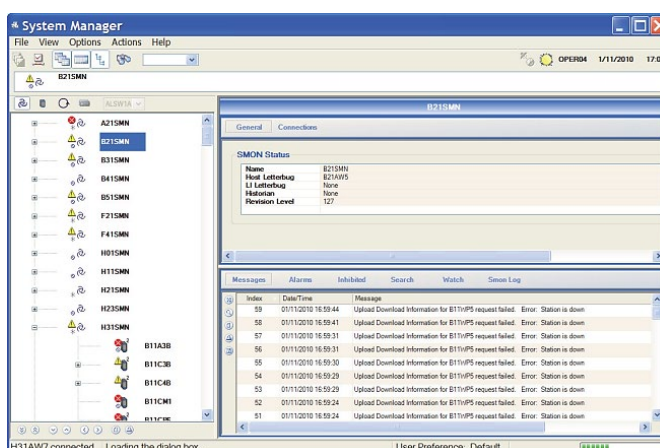 System Manager
File View Options Actions Help
OPER04 1/11/2010 17:0
B21SMN
ALSW1A
B21SMN
A21SMN
B21SMN
B31SMN
B41SMN
B51SMN
F21SMN
F41SMN
H01SMN
H11SMN
H21SMN
H23SMN
H31SMN
B11A3B
B11C3B
B11C4B
B11CM1
General Connections
SMON Status
Name B21SMN
Host Letterbug B21AW5
LI Letterbug None
Historian None
Revision Level 127
Messages Alarms Inhibited Search Watch Smon Log
Index Date/Time Message
59 01/11/2010 16:59:44 Upload Download Information for B11VP5 request failed. Error: Station is down
58 01/11/2010 16:59:41 Upload Download Information for B11VP5 request failed. Error: Station is down
57 01/11/2010 16:59:31 Upload Download Information for B11VP5 request failed. Error: Station is down
56 01/11/2010 16:59:31 Upload Download Information for B11VP5 request failed. Error: Station is down
55 01/11/2010 16:59:30 Upload Download Information for B11VP5 request failed. Error: Station is down
54 01/11/2010 16:59:29 Upload Download Information for B11VP5 request failed. Error: Station is down
53 01/11/2010 16:59:29 Upload Download Information for B11VP5 request failed. Error: Station is down
52 01/11/2010 16:59:24 Upload Download Information for B11VP5 request failed. Error: Station is down
51 01/11/2010 16:59:24 Upload Download Information for B11VP5 request failed. Error: Station is down
H31AW7 connected Loading the dialog box User Preference: Default